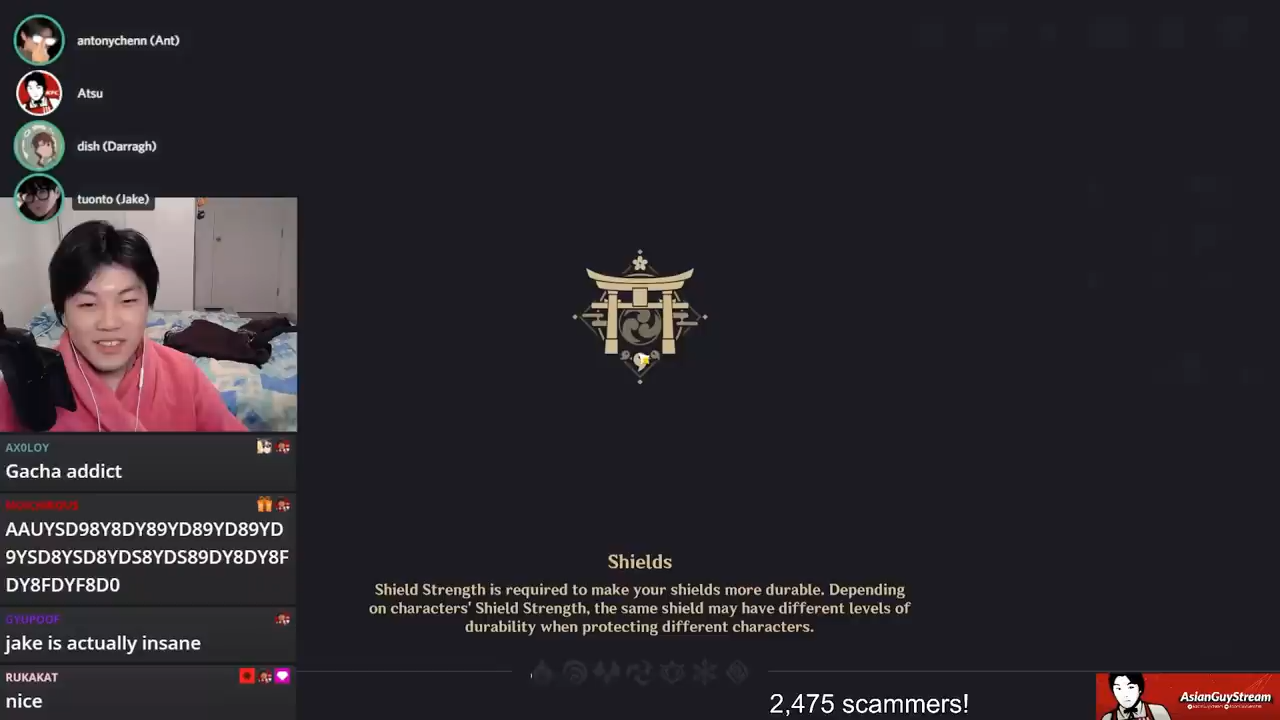 antonychenn (Ant)
Atsu
dish (Darragh)
tuonto (Jake)
AX0LOY
Gacha addict
AAUYSD98Y8DY89YD89YD89YD
9YSD8YSD8YDS8YDS89DY8DY8F
DY8FDYF8D0
GYUPOOF
jake is actually insane
RUKAKAT
nice
Shields
Shield Strength is required to make your shields more durable. Depending
on characters' Shield Strength, the same shield may have different levels of
durability when protecting different characters.
2,475 scammers!
AsianGuyStream